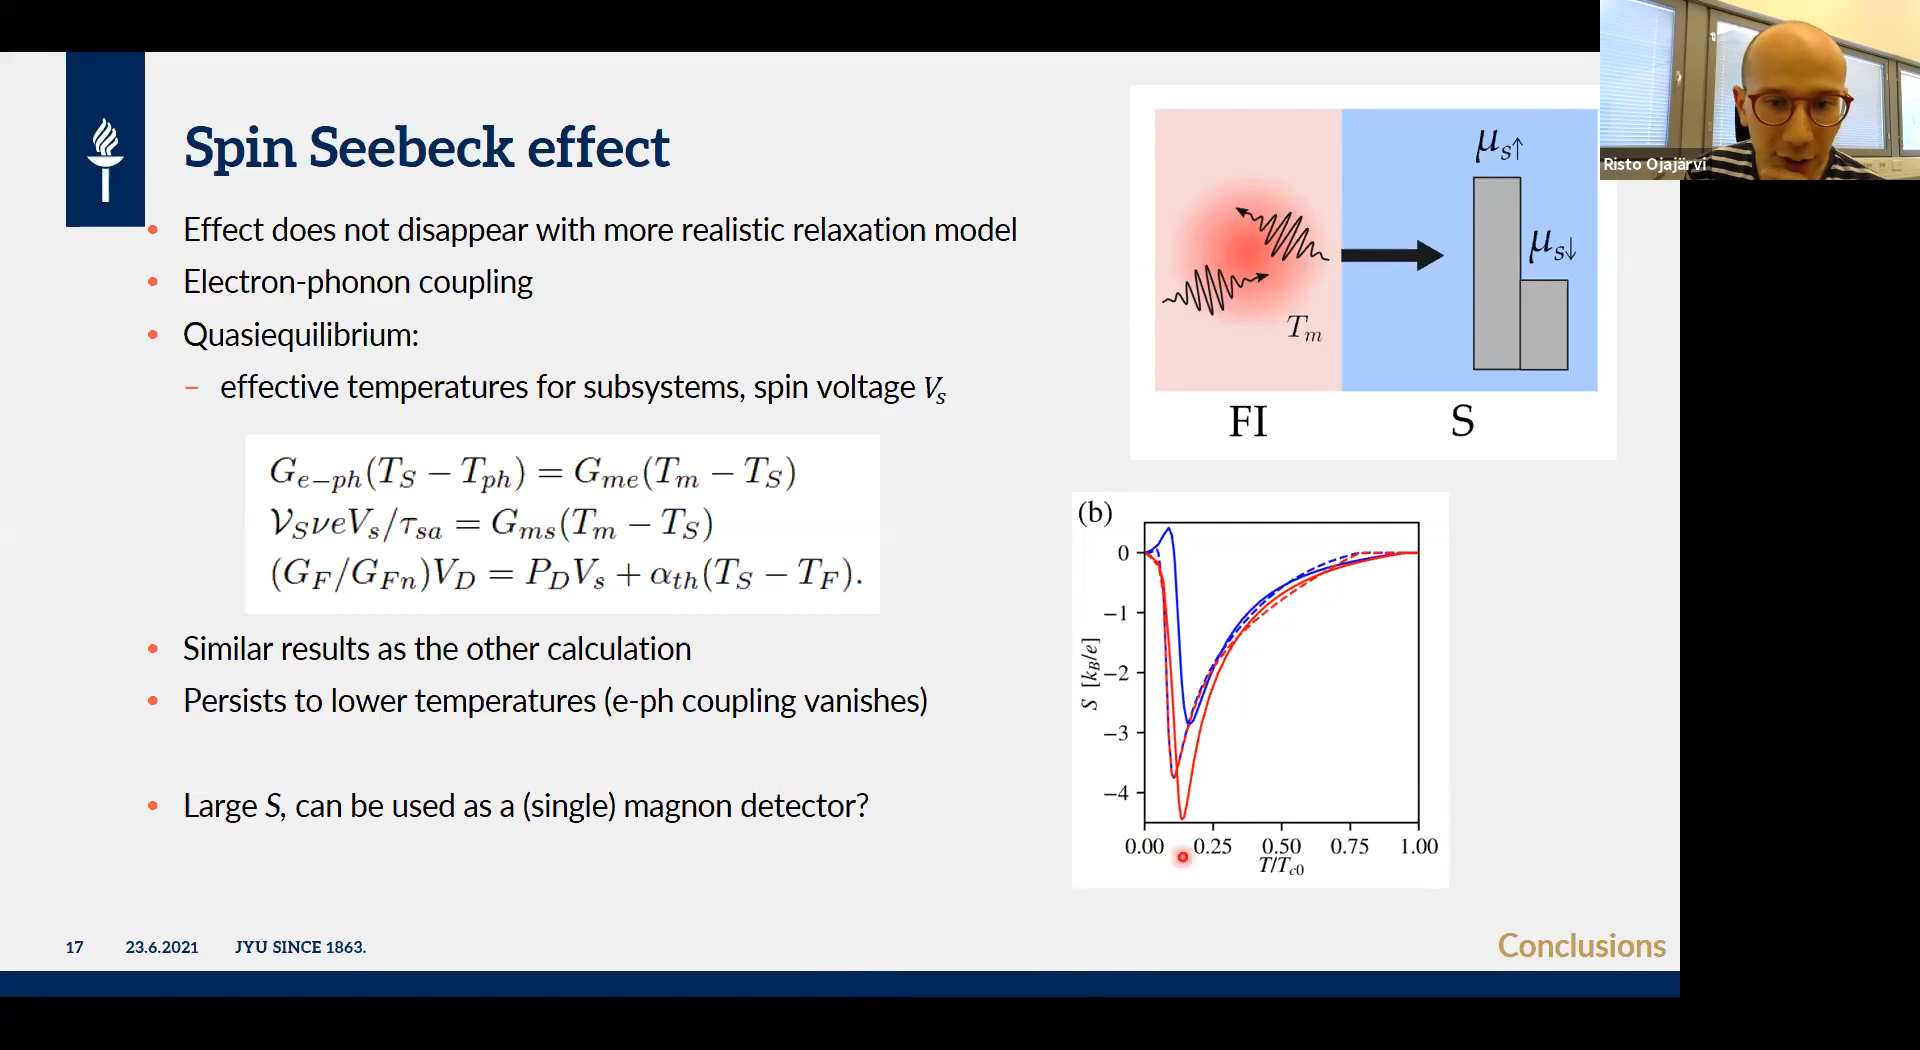 Spin Seebeck effect
• Effect does not disappear with more realistic relaxation model
• Electron-phonon coupling
• Quasiequilibrium:
– effective temperatures for subsystems, spin voltage Vₛ
G_{e−ph}(T_S − T_{ph}) = G_{me}(T_m − T_S)
𝒱_S νeV_s/τ_{sa} = G_{ms}(T_m − T_S)
(G_F/G_{Fn})V_D = P_D V_s + α_{th}(T_S − T_F).
• Similar results as the other calculation
• Persists to lower temperatures (e-ph coupling vanishes)
• Large S, can be used as a (single) magnon detector?
μ_{s↑}
μ_{s↓}
T_m
FI
S
(b)
0
−1
−2
−3
−4
S [k_B/e]
0.00 0.25 0.50 0.75 1.00
T/T_{c0}
Risto Ojajärvi
17 23.6.2021 JYU SINCE 1863.
Conclusions